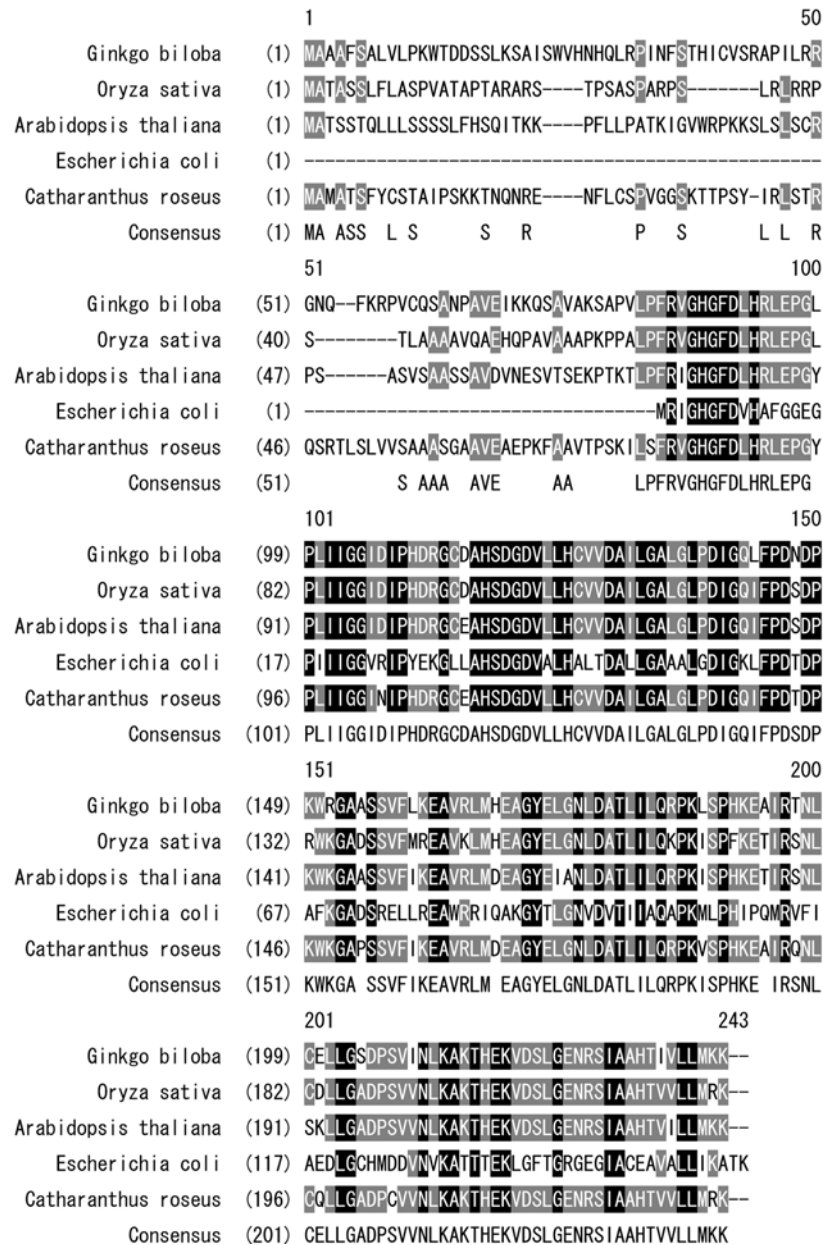 1 50
Ginkgo biloba (1) MAAAFSALVLPKWTDDSSLKSAISWVHNHQLRPINFSTHICVSRAPILRR
Oryza sativa (1) MATASSLFLASPVATAPTARARS----TPSASPARPS-------LRLRRP
Arabidopsis thaliana (1) MATSSTQLLLSSSSLFHSQITKK----PFLLPATKIGVWRPKKSLSLSCR
Escherichia coli (1) --------------------------------------------------
Catharanthus roseus (1) MAMATSFYCSTAIPSKKTNQNRE----NFLCSPVGGSKTTPSY-IRLSTR
Consensus (1) MA ASS L S S R P S L L R
51 100
Ginkgo biloba (51) GNQ--FKRPVCQSANPAVEIKKQSAVAKSAPVLPFRVGHGFDLHRLEPGL
Oryza sativa (40) S--------TLAAAAVQAEHQPAVAAAPKPPALPFRVGHGFDLHRLEPGL
Arabidopsis thaliana (47) PS------ASVSAASSAVDVNESVTSEKPTKTLPFRIGHGFDLHRLEPGY
Escherichia coli (1) ----------------------------------MRIGHGFDVHAFGGEG
Catharanthus roseus (46) QSRTLSLVVSAAASGAAVEAEPKFAAVTPSKILSFRVGHGFDLHRLEPGY
Consensus (51) S AAA AVE AA LPFRVGHGFDLHRLEPG
101 150
Ginkgo biloba (99) PLIIGGIDIPHDRGCDAHSDGDVLLHCVVDAILGALGLPDIGQLFPDNDP
Oryza sativa (82) PLIIGGIDIPHDRGCDAHSDGDVLLHCVVDAILGALGLPDIGQIFPDSDP
Arabidopsis thaliana (91) PLIIGGIDIPHDRGCEAHSDGDVLLHCVVDAILGALGLPDIGQIFPDSDP
Escherichia coli (17) PIIIGGVRIPYEKGLLAHSDGDVALHALTDALLGAAALGDIGKLFPDTDP
Catharanthus roseus (96) PLIIGGINIPHDRGCEAHSDGDVLLHCVVDAILGALGLPDIGQIFPDTDP
Consensus (101) PLIIGGIDIPHDRGCDAHSDGDVLLHCVVDAILGALGLPDIGQIFPDSDP
151 200
Ginkgo biloba (149) KWRGAASSVFLKEAVRLMHEAGYELGNLDATLILQRPKLSPHKEAIRTNL
Oryza sativa (132) RWKGADSSVFMREAVKLMHEAGYELGNLDATLILQKPKISPFKETIRSNL
Arabidopsis thaliana (141) KWKGAASSVFIKEAVRLMDEAGYEIANLDATLILQRPKISPHKETIRSNL
Escherichia coli (67) AFKGADSRELLREAWRRIQAKGYTLGNVDVTIIAQAPKMLPHIPQMRVFI
Catharanthus roseus (146) KWKGAPSSVFIKEAVRLMDEAGYELGNLDATLILQRPKVSPHKEAIRQNL
Consensus (151) KWKGA SSVFIKEAVRLM EAGYELGNLDATLILQRPKISPHKE IRSNL
201 243
Ginkgo biloba (199) CELLGSDPSVINLKAKTHEKVDSLGENRSIAAHTIVLLMKK--
Oryza sativa (182) CDLLGADPSVVNLKAKTHEKVDSLGENRSIAAHTVVLLMRK--
Arabidopsis thaliana (191) SKLLGADPSVVNLKAKTHEKVDSLGENRSIAAHTVILLMKK--
Escherichia coli (117) AEDLGCHMDDVNVKATTTEKLGFTGRGEGIACEAVALLIKATK
Catharanthus roseus (196) CQLLGADPCVVNLKAKTHEKVDSLGENRSIAAHTVVLLMRK--
Consensus (201) CELLGADPSVVNLKAKTHEKVDSLGENRSIAAHTVVLLMKK